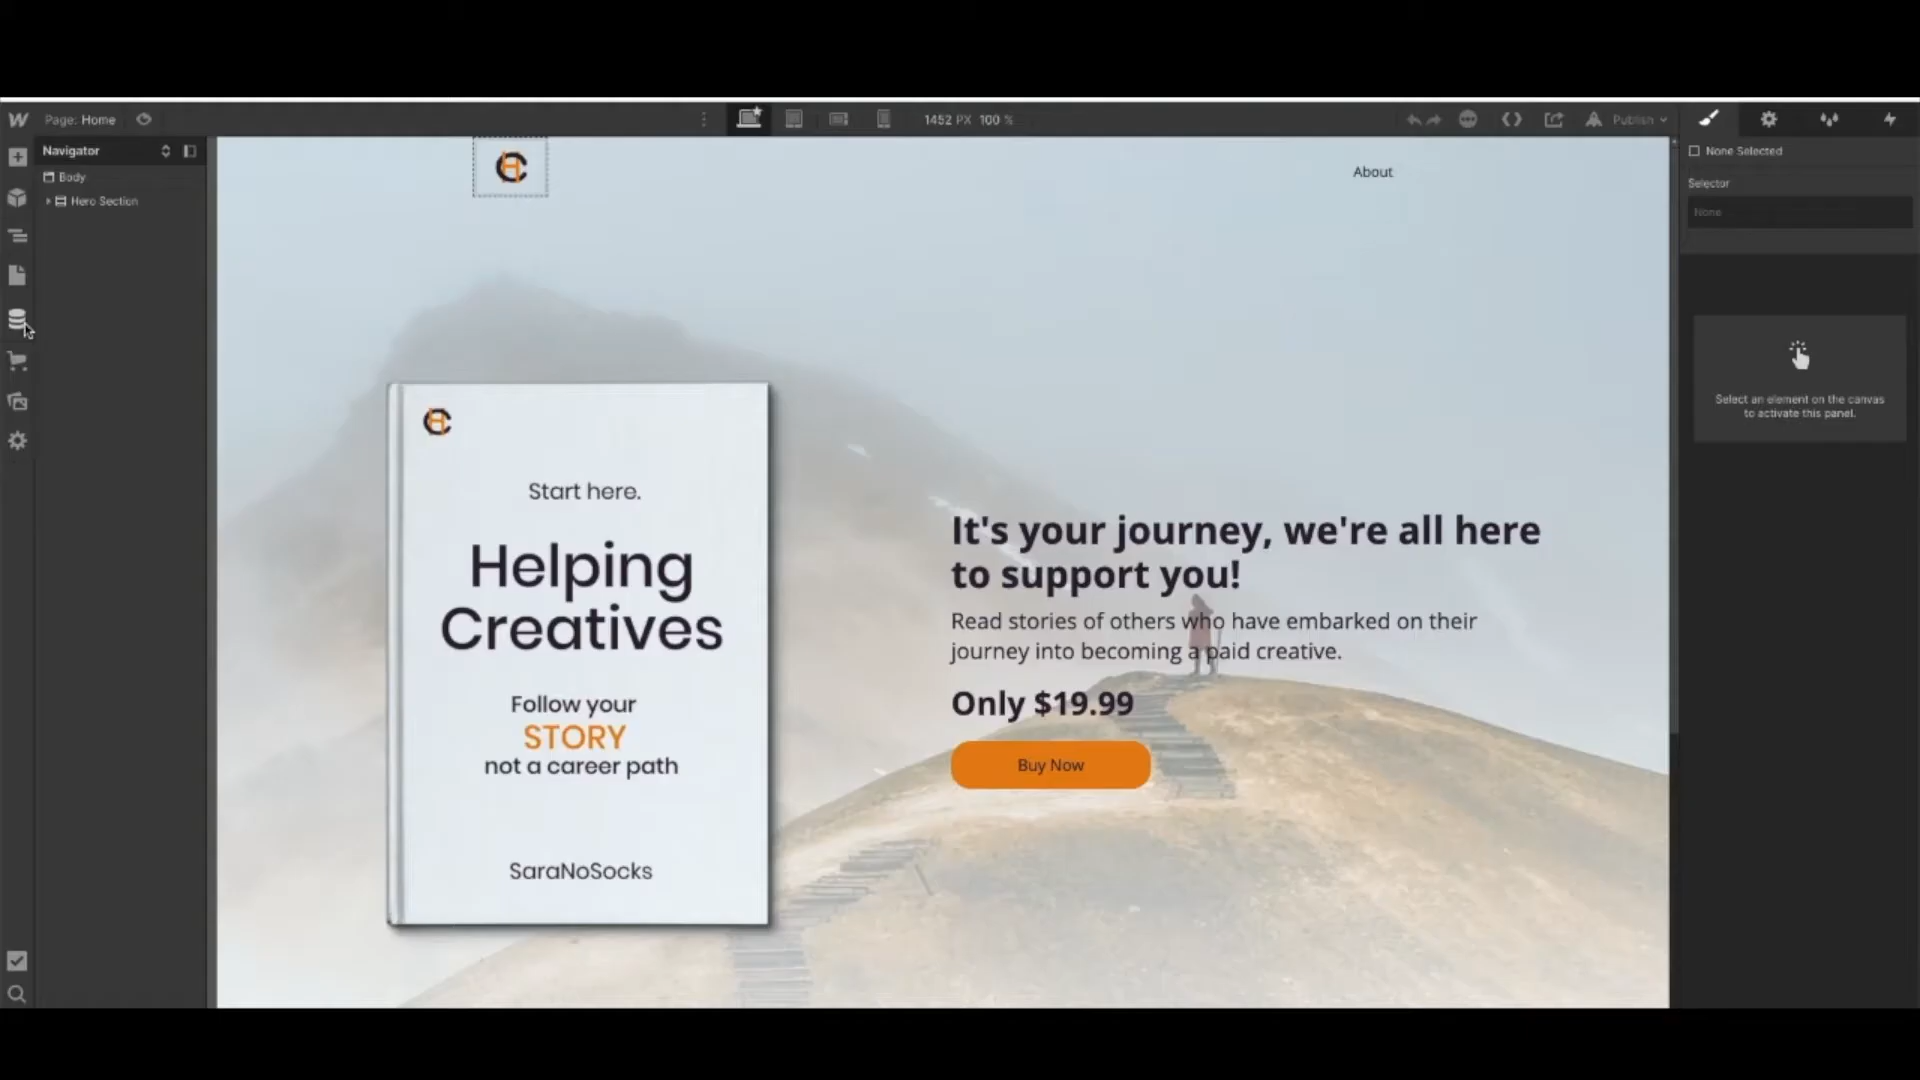 Page: Home
1452 PX 100 %
Publish
Navigator
Body
Hero Section
About
None Selected
Selector
None
Select an element on the canvas
to activate this panel.
Start here.
Helping
Creatives
Follow your
STORY
not a career path
SaraNoSocks
It's your journey, we're all here
to support you!
Read stories of others who have embarked on their
journey into becoming a paid creative.
Only $19.99
Buy Now